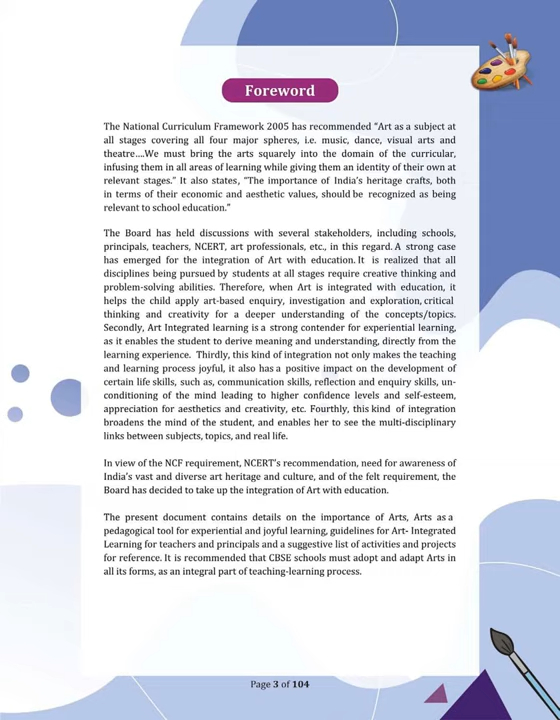 Foreword
The National Curriculum Framework 2005 has recommended “Art as a subject at
all stages covering all four major spheres, i.e. music, dance, visual arts and
theatre….We must bring the arts squarely into the domain of the curricular,
infusing them in all areas of learning while giving them an identity of their own at
relevant stages.” It also states, “The importance of India’s heritage crafts, both
in terms of their economic and aesthetic values, should be recognized as being
relevant to school education.”
The Board has held discussions with several stakeholders, including schools,
principals, teachers, NCERT, art professionals, etc., in this regard. A strong case
has emerged for the integration of Art with education. It is realized that all
disciplines being pursued by students at all stages require creative thinking and
problem-solving abilities. Therefore, when Art is integrated with education, it
helps the child apply art-based enquiry, investigation and exploration, critical
thinking and creativity for a deeper understanding of the concepts/topics.
Secondly, Art Integrated learning is a strong contender for experiential learning,
as it enables the student to derive meaning and understanding, directly from the
learning experience. Thirdly, this kind of integration not only makes the teaching
and learning process joyful, it also has a positive impact on the development of
certain life skills, such as, communication skills, reflection and enquiry skills, un-
conditioning of the mind leading to higher confidence levels and self-esteem,
appreciation for aesthetics and creativity, etc. Fourthly, this kind of integration
broadens the mind of the student, and enables her to see the multi-disciplinary
links between subjects, topics, and real life.
In view of the NCF requirement, NCERT’s recommendation, need for awareness of
India’s vast and diverse art heritage and culture, and of the felt requirement, the
Board has decided to take up the integration of Art with education.
The present document contains details on the importance of Arts, Arts as a
pedagogical tool for experiential and joyful learning, guidelines for Art- Integrated
Learning for teachers and principals and a suggestive list of activities and projects
for reference. It is recommended that CBSE schools must adopt and adapt Arts in
all its forms, as an integral part of teaching-learning process.
Page 3 of 104